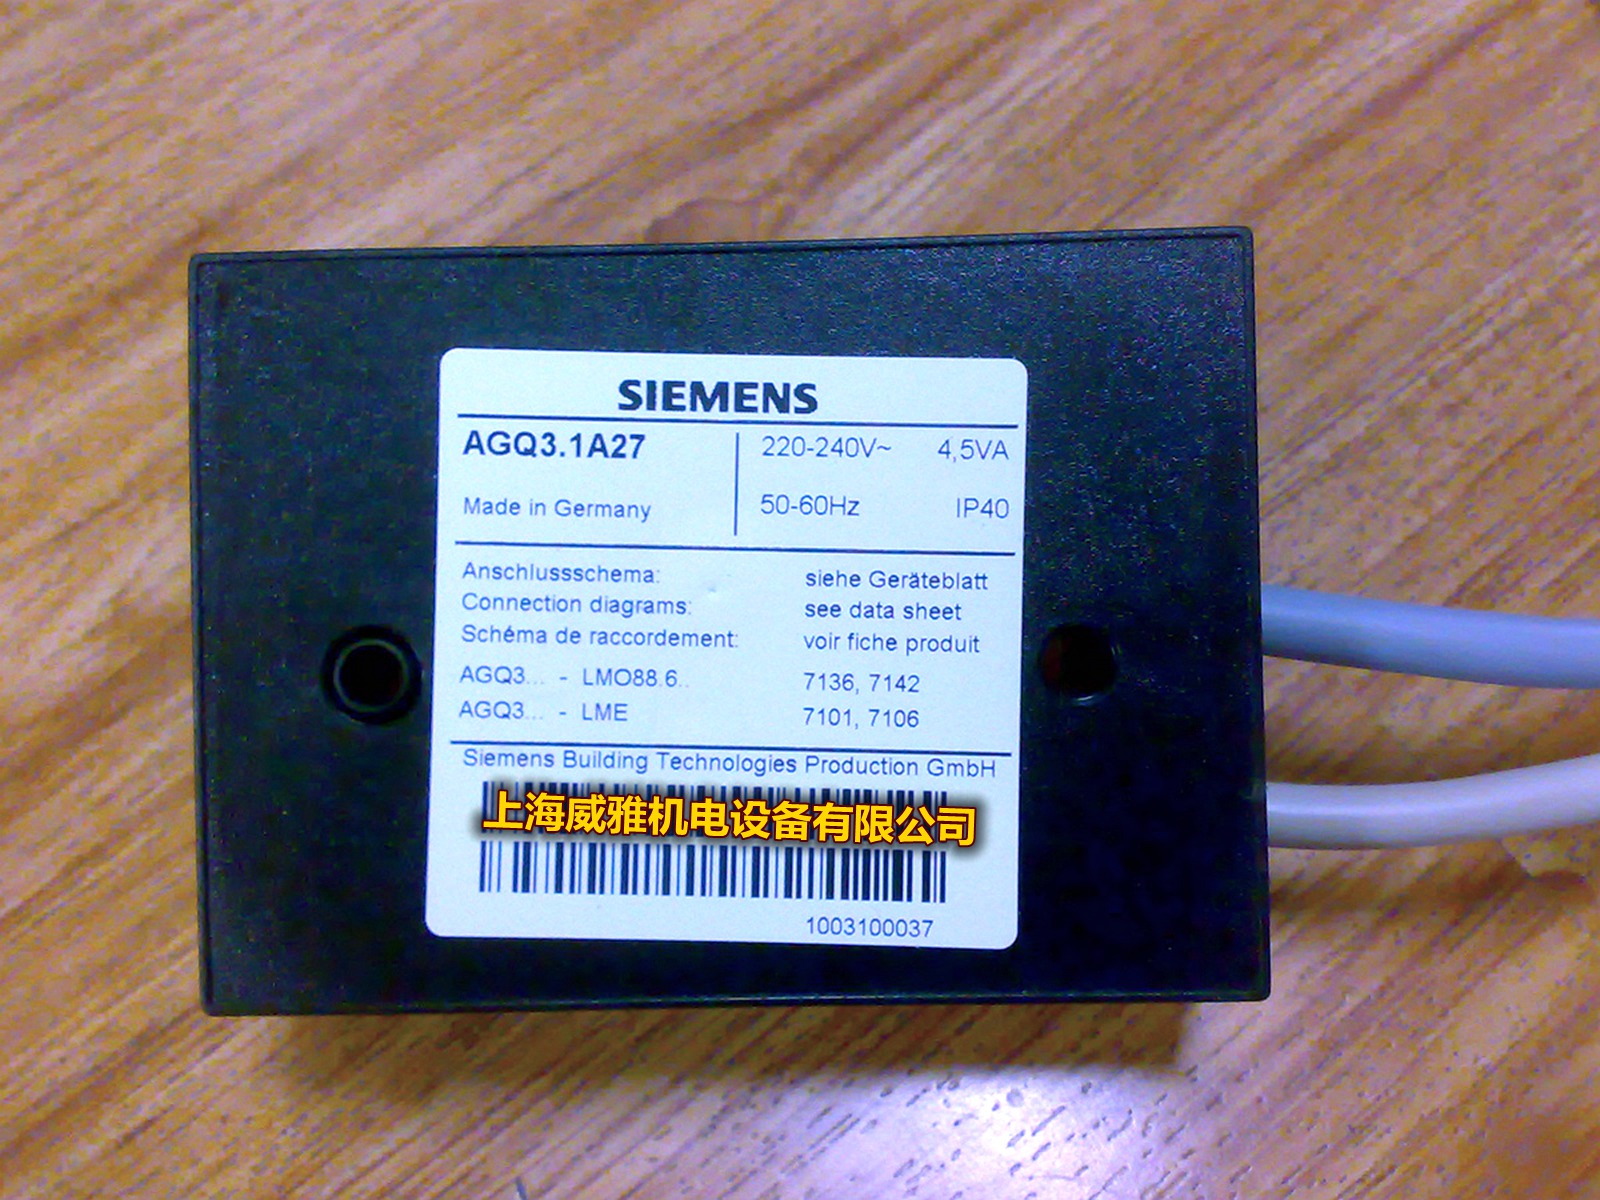 SIEMENS
AGQ3.1A27 220-240V~ 4,5VA
Made in Germany 50-60Hz IP40
Anschlussschema: siehe Geräteblatt
Connection diagrams: see data sheet
Schéma de raccordement: voir fiche produit
AGQ3... - LMO88.6.. 7136, 7142
AGQ3... - LME 7101, 7106
Siemens Building Technologies Production GmbH
上海威雅机电设备有限公司
1003100037